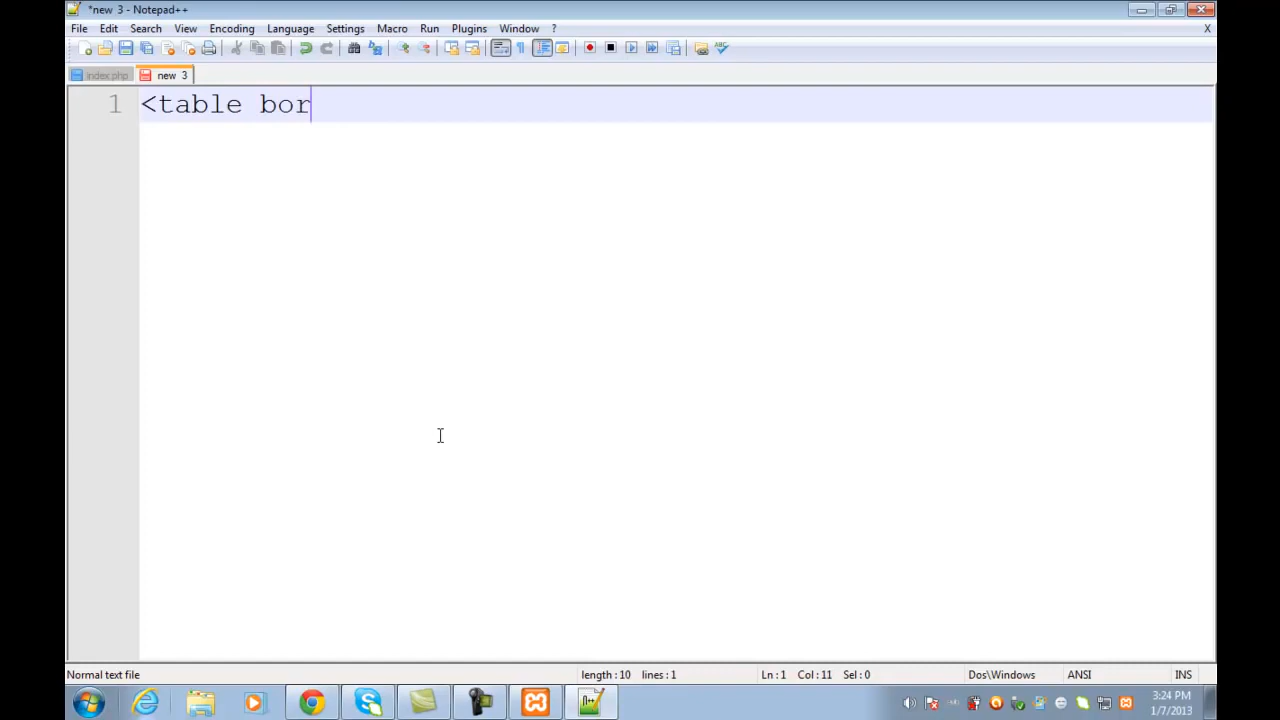 *new 3 - Notepad++
File Edit Search View Encoding Language Settings Macro Run Plugins Window ? X
index.php new 3
1 <table bor
Normal text file length : 10 lines : 1 Ln : 1 Col : 11 Sel : 0 Dos\Windows ANSI INS
3:24 PM
1/7/2013